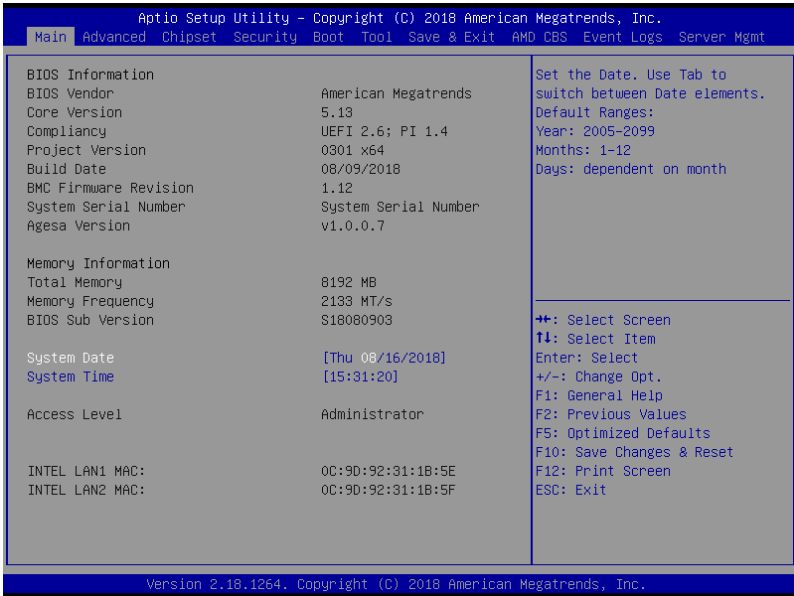 Aptio Setup Utility – Copyright (C) 2018 American Megatrends, Inc.
Main Advanced Chipset Security Boot Tool Save & Exit AMD CBS Event Logs Server Mgmt
BIOS Information
BIOS Vendor American Megatrends
Core Version 5.13
Compliancy UEFI 2.6; PI 1.4
Project Version 0301 x64
Build Date 08/09/2018
BMC Firmware Revision 1.12
System Serial Number System Serial Number
Agesa Version v1.0.0.7
Memory Information
Total Memory 8192 MB
Memory Frequency 2133 MT/s
BIOS Sub Version S18080903
System Date [Thu 08/16/2018]
System Time [15:31:20]
Access Level Administrator
INTEL LAN1 MAC: 0C:9D:92:31:1B:5E
INTEL LAN2 MAC: 0C:9D:92:31:1B:5F
Set the Date. Use Tab to
switch between Date elements.
Default Ranges:
Year: 2005-2099
Months: 1-12
Days: dependent on month
→←: Select Screen
↑↓: Select Item
Enter: Select
+/-: Change Opt.
F1: General Help
F2: Previous Values
F5: Optimized Defaults
F10: Save Changes & Reset
F12: Print Screen
ESC: Exit
Version 2.18.1264. Copyright (C) 2018 American Megatrends, Inc.